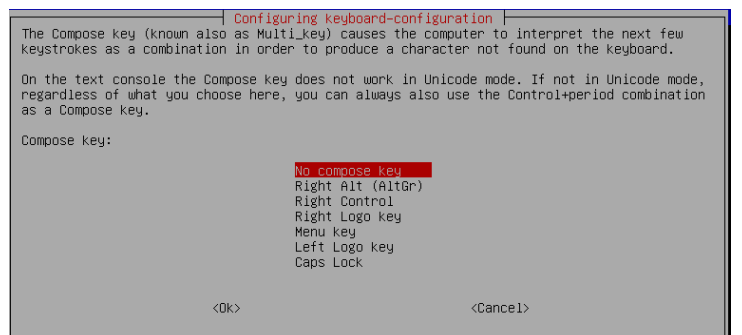 Configuring keyboard-configuration
The Compose key (known also as Multi_key) causes the computer to interpret the next few
keystrokes as a combination in order to produce a character not found on the keyboard.
On the text console the Compose key does not work in Unicode mode. If not in Unicode mode,
regardless of what you choose here, you can always also use the Control+period combination
as a Compose key.
Compose key:
No compose key
Right Alt (AltGr)
Right Control
Right Logo key
Menu key
Left Logo key
Caps Lock
<Ok> <Cancel>